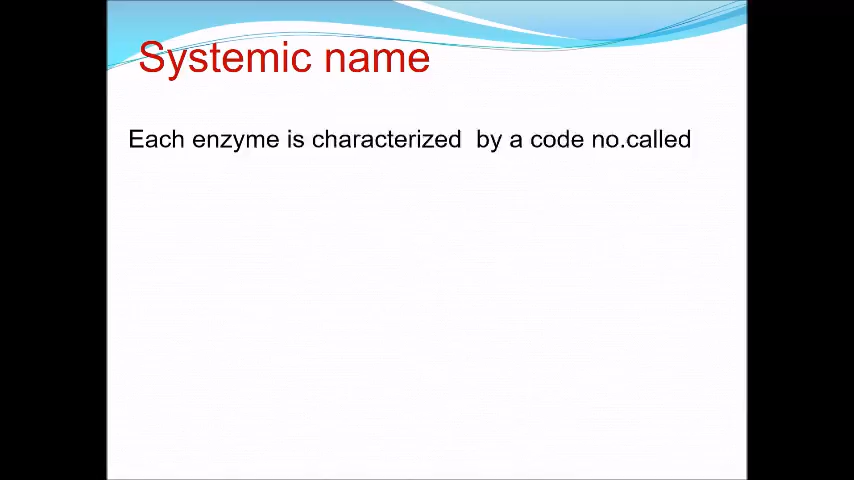 Systemic name
Each enzyme is characterized  by a code no.called